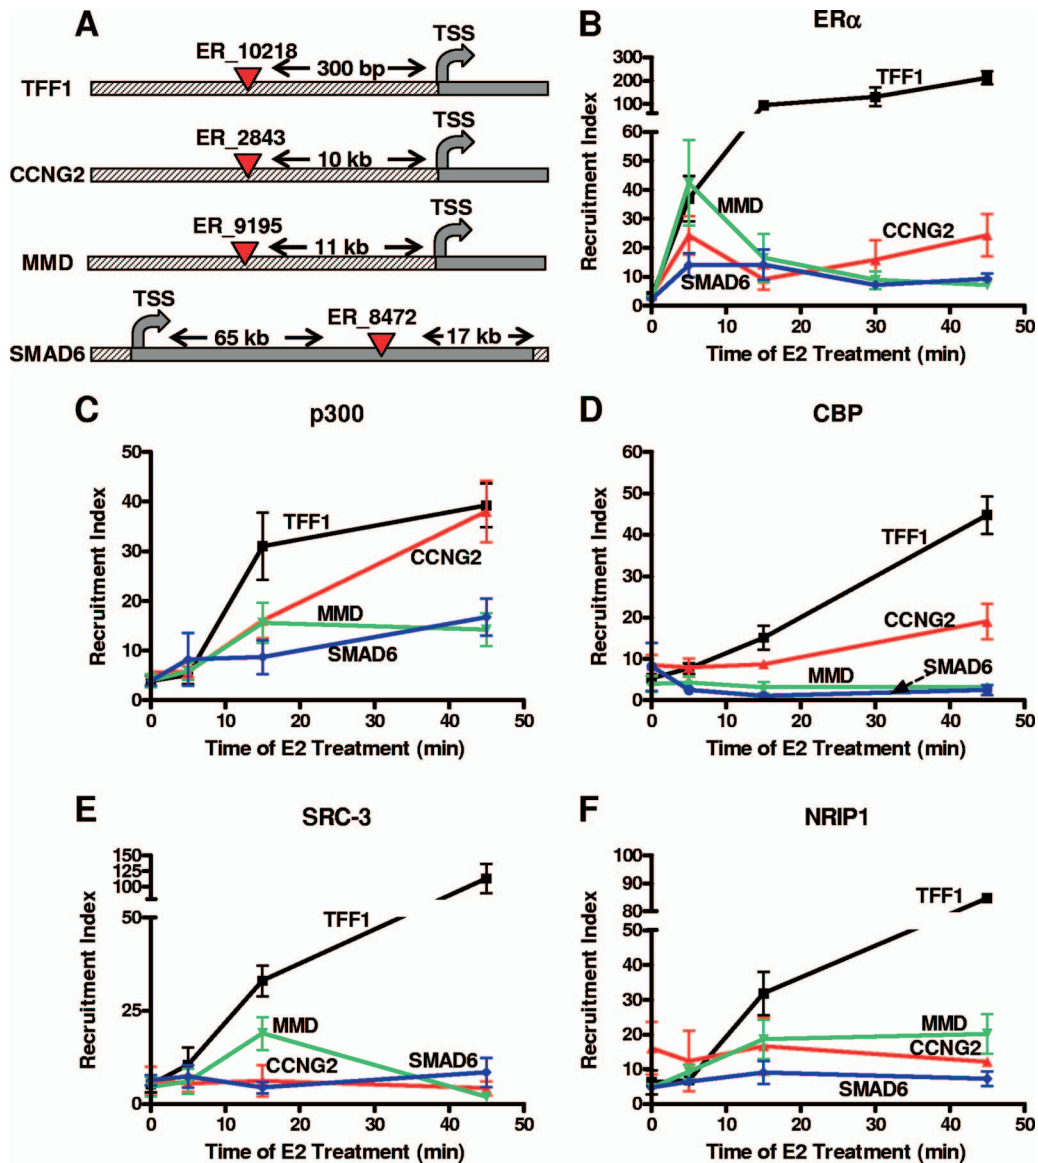 A
ER_10218
TSS
300 bp
TFF1
ER_2843
TSS
10 kb
CCNG2
ER_9195
TSS
11 kb
MMD
TSS
ER_8472
65 kb
17 kb
SMAD6
B
ERα
Recruitment Index
300
200
100
60
50
40
30
20
10
0
TFF1
MMD
CCNG2
SMAD6
0 10 20 30 40 50
Time of E2 Treatment (min)
C
p300
Recruitment Index
50
40
30
20
10
0
TFF1
CCNG2
MMD
SMAD6
0 10 20 30 40 50
Time of E2 Treatment (min)
D
CBP
Recruitment Index
60
50
40
30
20
10
0
TFF1
CCNG2
SMAD6
MMD
0 10 20 30 40 50
Time of E2 Treatment (min)
E
SRC-3
Recruitment Index
150
125
100
50
25
0
TFF1
MMD
CCNG2
SMAD6
0 10 20 30 40 50
Time of E2 Treatment (min)
F
NRIP1
Recruitment Index
100
90
80
50
40
30
20
10
0
TFF1
MMD
CCNG2
SMAD6
0 10 20 30 40 50
Time of E2 Treatment (min)